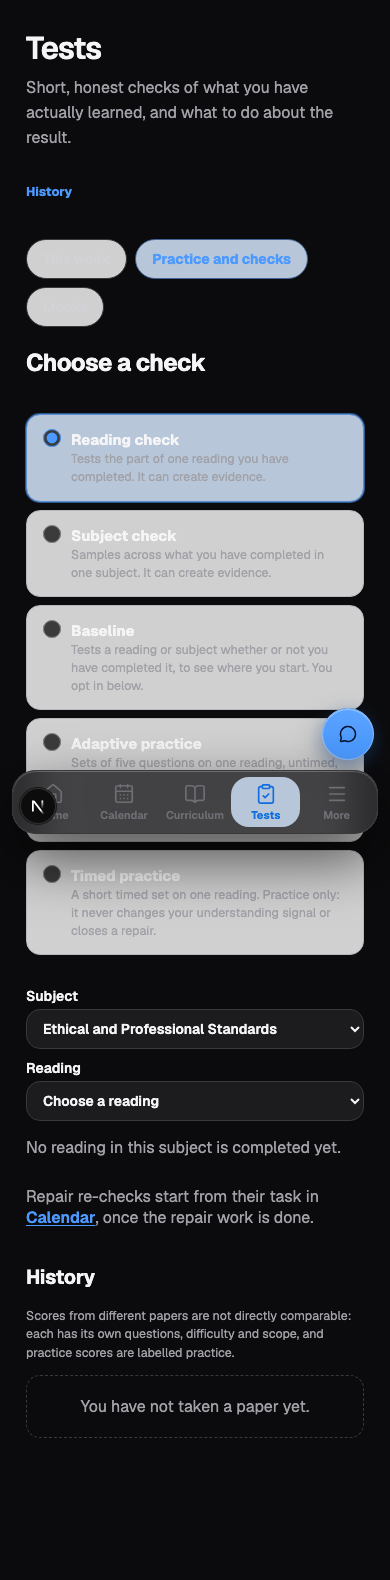 Tests
Short, honest checks of what you have
actually learned, and what to do about the
result.
History
Practice and checks
Choose a check
Reading check
Tests the part of one reading you have
completed. It can create evidence.
Subject check
Samples across what you have completed in
one subject. It can create evidence.
Baseline
Tests a reading or subject whether or not you
have completed it, to see where you start. You
opt in below.
Adaptive practice
Sets of five questions on one reading, untimed,
N
Calendar
Curriculum
Tests
More
Timed practice
A short timed set on one reading. Practice only:
it never changes your understanding signal or
closes a repair.
Subject
Ethical and Professional Standards
Reading
Choose a reading
No reading in this subject is completed yet.
Repair re-checks start from their task in
Calendar, once the repair work is done.
History
Scores from different papers are not directly comparable:
each has its own questions, difficulty and scope, and
practice scores are labelled practice.
You have not taken a paper yet.